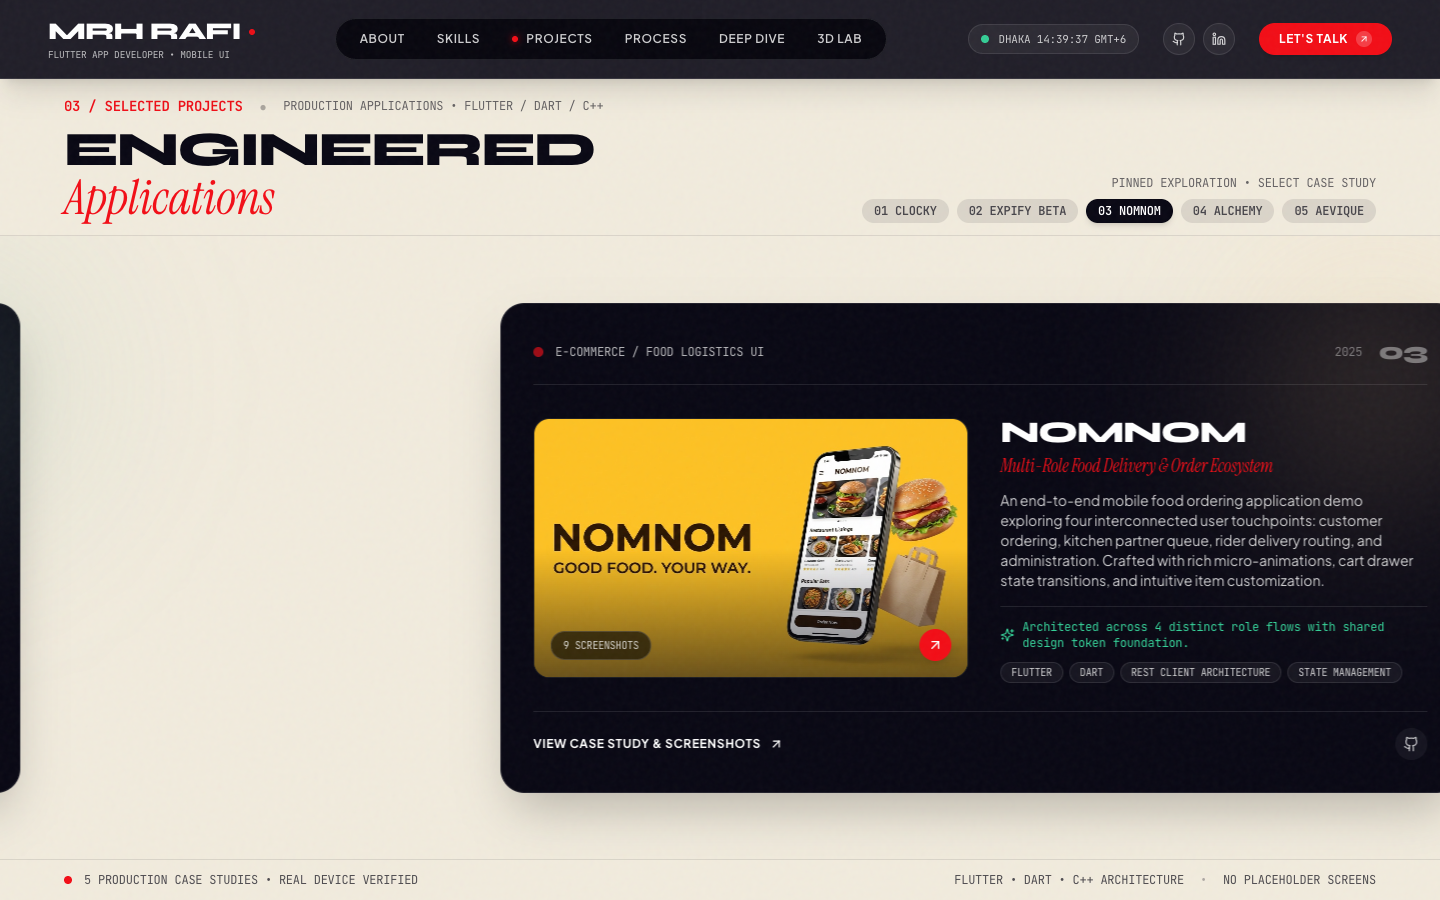 MRH RAFI
FLUTTER APP DEVELOPER • MOBILE UI
ABOUT
SKILLS
PROJECTS
PROCESS
DEEP DIVE
3D LAB
DHAKA 14:39:37 GMT+6
LET'S TALK
03 / SELECTED PROJECTS
PRODUCTION APPLICATIONS • FLUTTER / DART / C++
ENGINEERED
Applications
PINNED EXPLORATION • SELECT CASE STUDY
01 CLOCKY
02 EXPIFY BETA
03 NOMNOM
04 ALCHEMY
05 AEVIQUE
E-COMMERCE / FOOD LOGISTICS UI
2025
03
NOMNOM
GOOD FOOD. YOUR WAY.
NOMNOM
Restaurant Listings
9 SCREENSHOTS
NOMNOM
Multi-Role Food Delivery & Order Ecosystem
An end-to-end mobile food ordering application demo
exploring four interconnected user touchpoints: customer
ordering, kitchen partner queue, rider delivery routing, and
administration. Crafted with rich micro-animations, cart drawer
state transitions, and intuitive item customization.
Architected across 4 distinct role flows with shared
design token foundation.
FLUTTER
DART
REST CLIENT ARCHITECTURE
STATE MANAGEMENT
VIEW CASE STUDY & SCREENSHOTS
5 PRODUCTION CASE STUDIES • REAL DEVICE VERIFIED
FLUTTER • DART • C++ ARCHITECTURE
NO PLACEHOLDER SCREENS